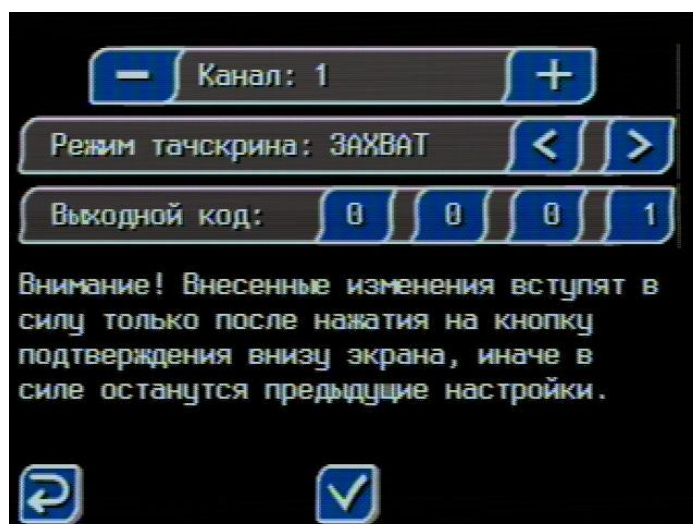 − Канал: 1 +
Режим тачскрина: ЗАХВАТ < >
Выходной код: 0 0 0 1
Внимание! Внесенные изменения вступят в
силу только после нажатия на кнопку
подтверждения внизу экрана, иначе в
силе останутся предыдущие настройки.